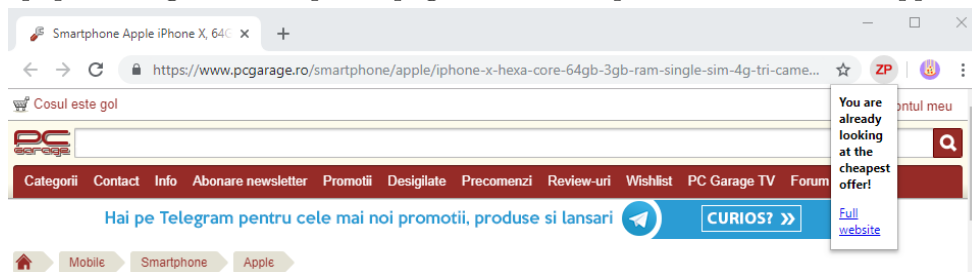 Smartphone Apple iPhone X, 64G
https://www.pcgarage.ro/smartphone/apple/iphone-x-hexa-core-64gb-3gb-ram-single-sim-4g-tri-came...
ZP
Cosul este gol
ontul meu
You are
already
looking
at the
cheapest
offer!
Full
website
PC
garage
Categorii Contact Info Abonare newsletter Promotii Desigilate Precomenzi Review-uri Wishlist PC Garage TV Forum
Hai pe Telegram pentru cele mai noi promotii, produse si lansari CURIOS? »
Mobile Smartphone Apple